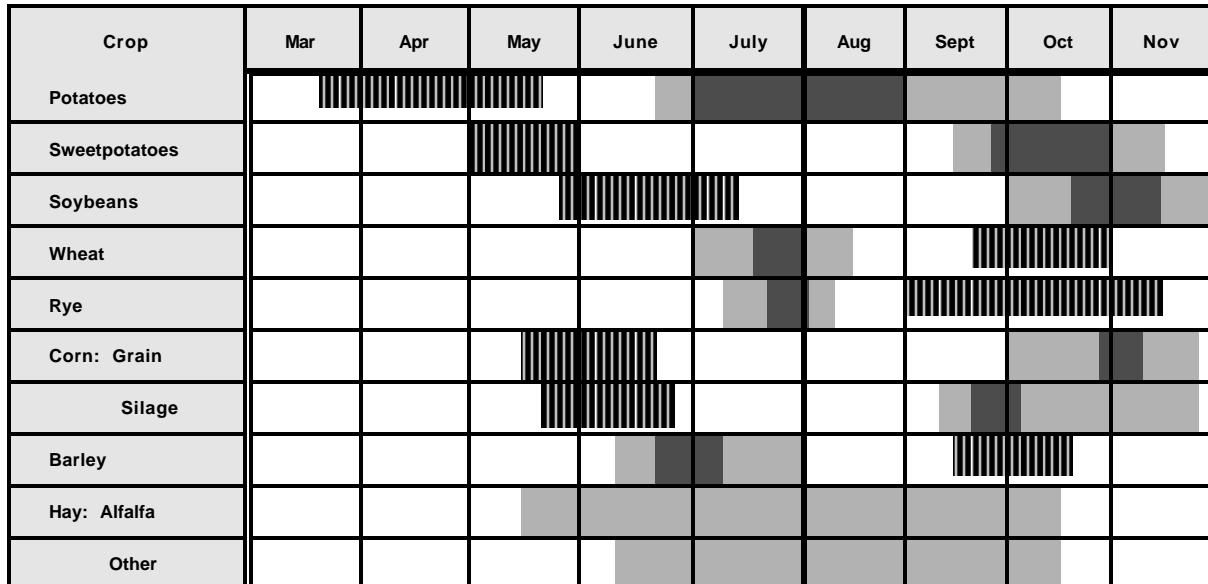 Crop Mar Apr May June July Aug Sept Oct Nov
Potatoes
Sweetpotatoes
Soybeans
Wheat
Rye
Corn: Grain
Silage
Barley
Hay: Alfalfa
Other